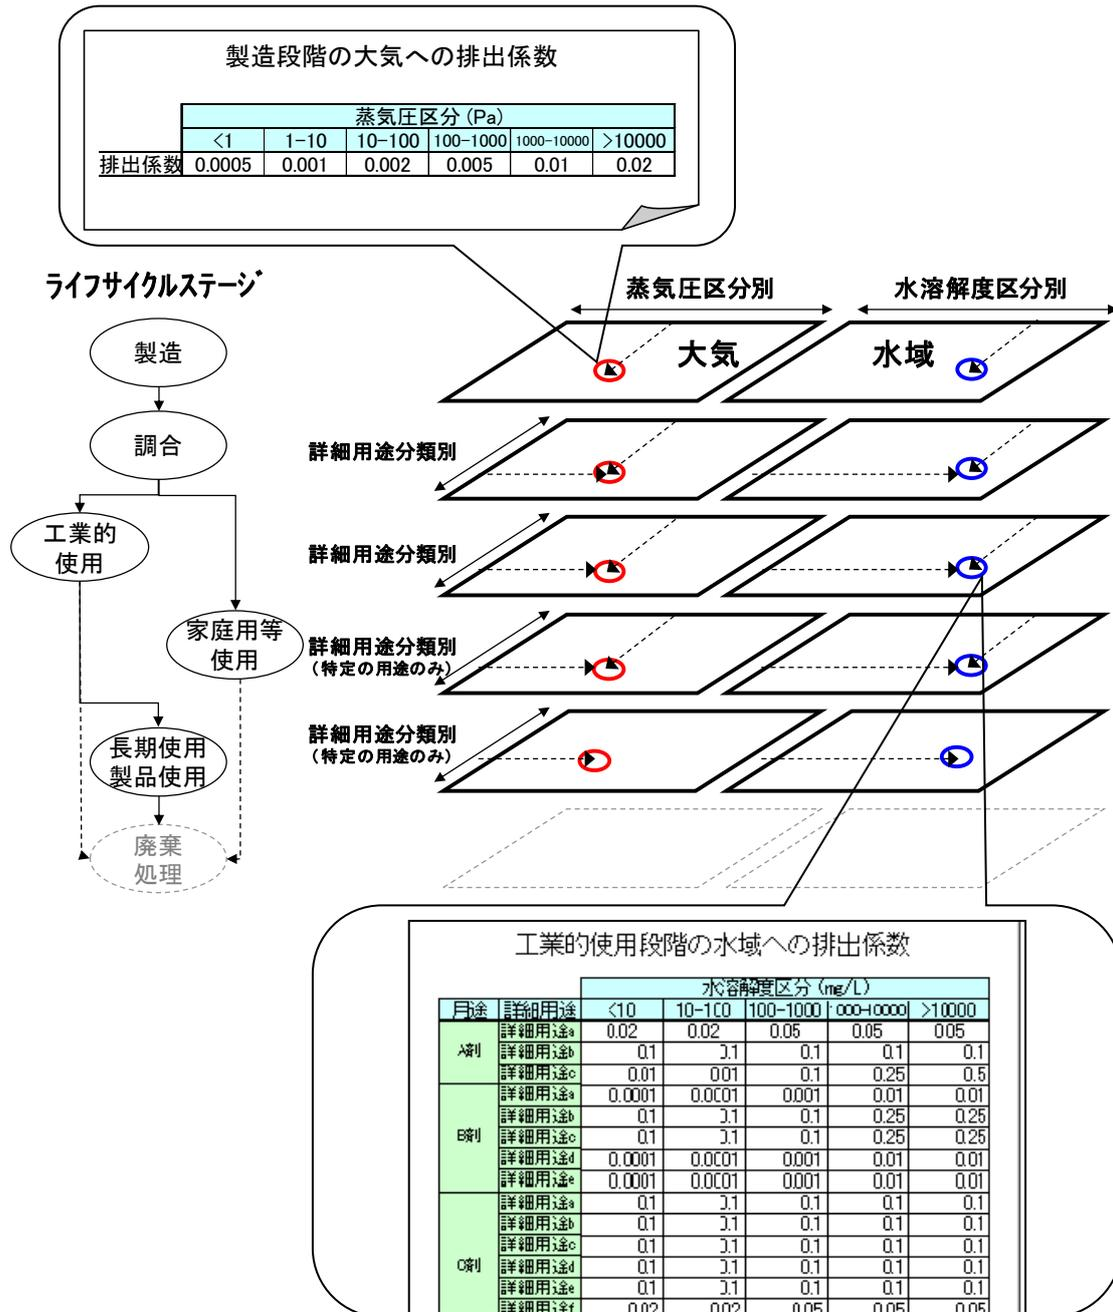 製造段階の大気への排出係数
蒸気圧区分 (Pa)
<1 1-10 10-100 100-1000 1000-10000 >10000
排出係数 0.0005 0.001 0.002 0.005 0.01 0.02
ライフサイクルステージ
蒸気圧区分別 水溶解度区分別
製造
大気 水域
調合
詳細用途分類別
工業的
使用
詳細用途分類別
家庭用等
使用
詳細用途分類別
(特定の用途のみ)
長期使用
製品使用
詳細用途分類別
(特定の用途のみ)
廃棄
処理
工業的使用段階の水域への排出係数
水溶解度区分 (mg/L)
用途 詳細用途 <10 10-100 100-1000 1000-10000 >10000
A剤
詳細用途a 0.02 0.02 0.05 0.05 0.05
詳細用途b 0.1 0.1 0.1 0.1 0.1
詳細用途c 0.01 0.01 0.1 0.25 0.5
B剤
詳細用途a 0.0001 0.0001 0.001 0.01 0.01
詳細用途b 0.1 0.1 0.1 0.25 0.25
詳細用途c 0.1 0.1 0.1 0.25 0.25
詳細用途d 0.0001 0.0001 0.001 0.01 0.01
詳細用途e 0.0001 0.0001 0.001 0.01 0.01
C剤
詳細用途a 0.1 0.1 0.1 0.1 0.1
詳細用途b 0.1 0.1 0.1 0.1 0.1
詳細用途c 0.1 0.1 0.1 0.1 0.1
詳細用途d 0.1 0.1 0.1 0.1 0.1
詳細用途e 0.1 0.1 0.1 0.1 0.1
詳細用途f 0.02 0.02 0.05 0.05 0.05